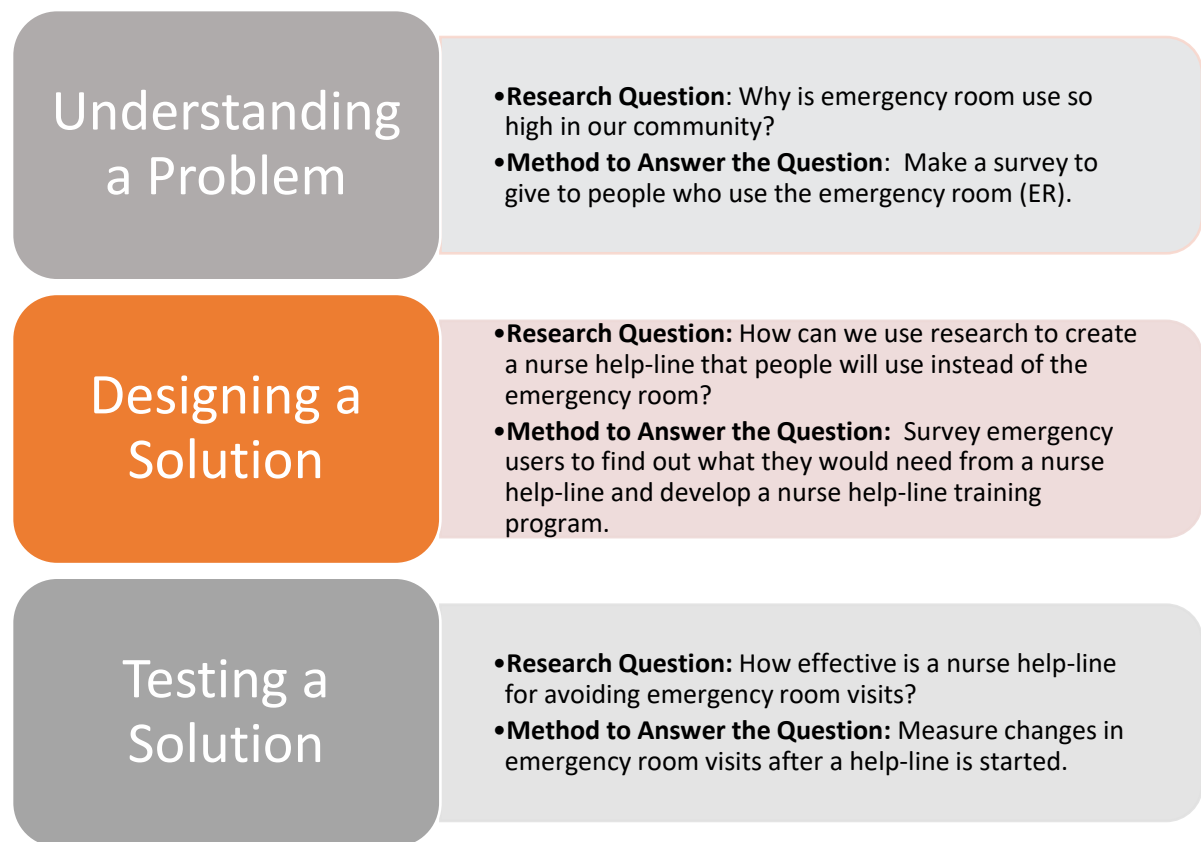 Understanding
a Problem
•Research Question: Why is emergency room use so
high in our community?
•Method to Answer the Question:  Make a survey to
give to people who use the emergency room (ER).
Designing a
Solution
•Research Question: How can we use research to create
a nurse help-line that people will use instead of the
emergency room?
•Method to Answer the Question:  Survey emergency
users to find out what they would need from a nurse
help-line and develop a nurse help-line training
program.
Testing a
Solution
•Research Question: How effective is a nurse help-line
for avoiding emergency room visits?
•Method to Answer the Question: Measure changes in
emergency room visits after a help-line is started.